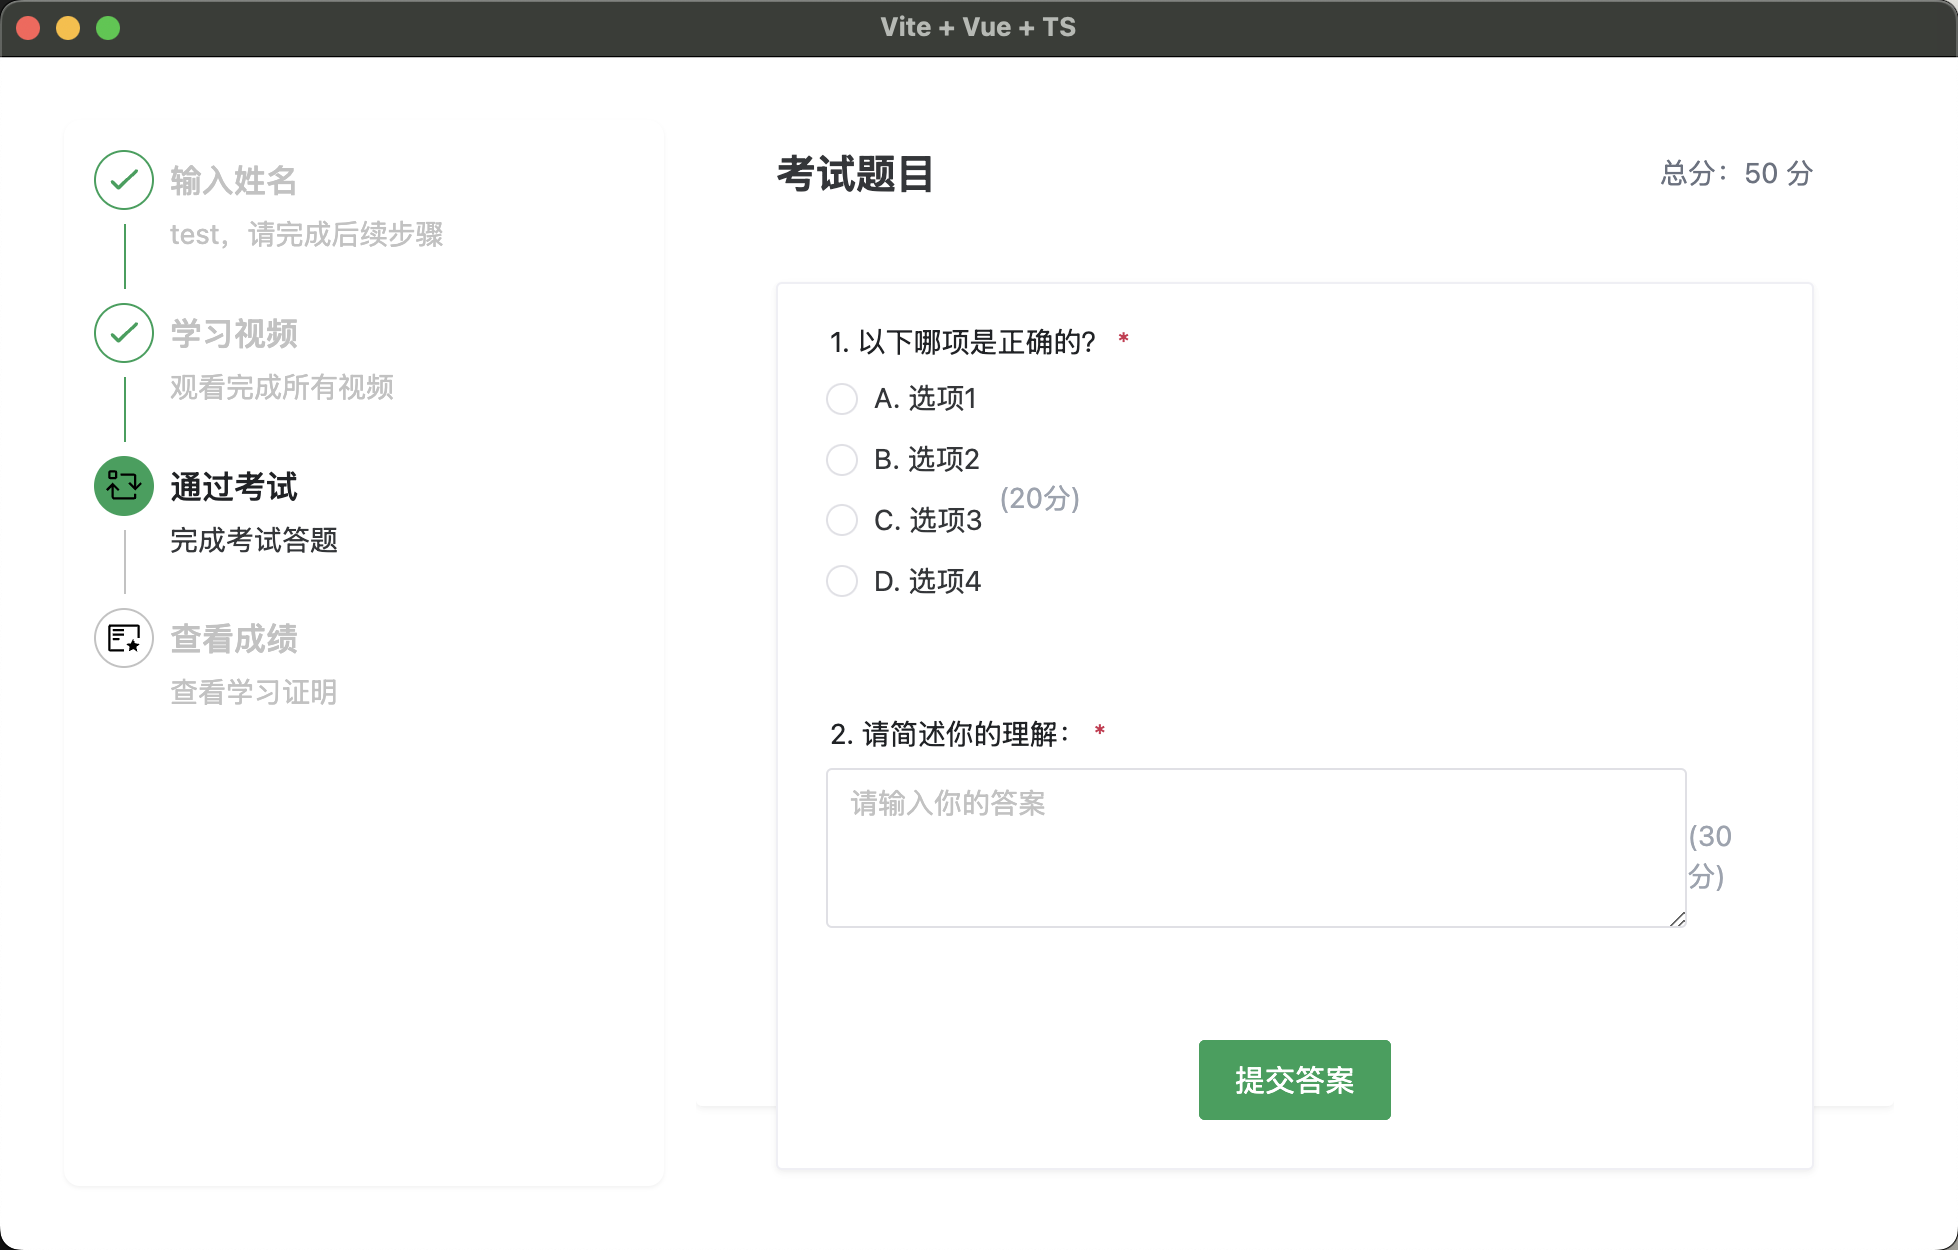 Vite + Vue + TS
输入姓名
test，请完成后续步骤
学习视频
观看完成所有视频
通过考试
完成考试答题
查看成绩
查看学习证明
考试题目
总分：50 分
1. 以下哪项是正确的? *
A. 选项1
B. 选项2
C. 选项3
D. 选项4
(20分)
2. 请简述你的理解： *
请输入你的答案
(30
分)
提交答案